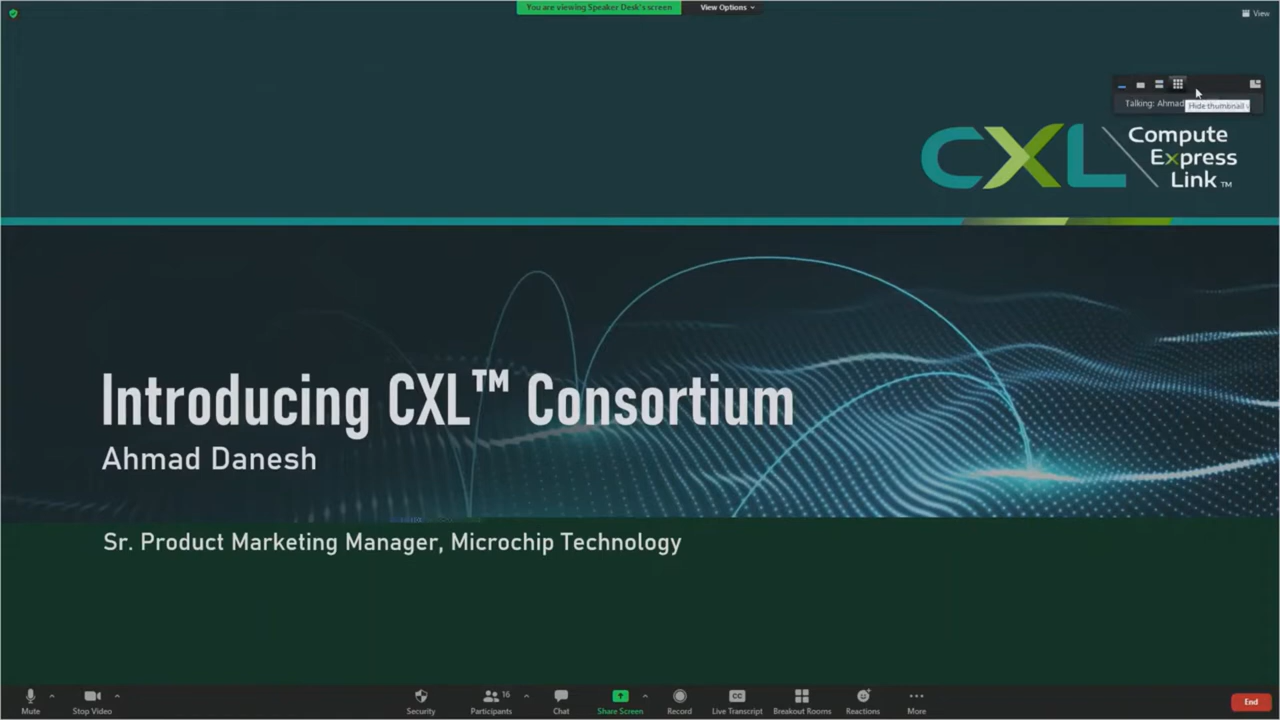 You are viewing Speaker Desk's screen
View Options
View
Talking: Ahmad
Hide thumbnail
CXL
Compute
Express
Link™
Introducing CXL™ Consortium
Ahmad Danesh
Sr. Product Marketing Manager, Microchip Technology
Mute
Stop Video
Security
16
Participants
Chat
Share Screen
Record
CC
Live Transcript
Breakout Rooms
Reactions
More
End